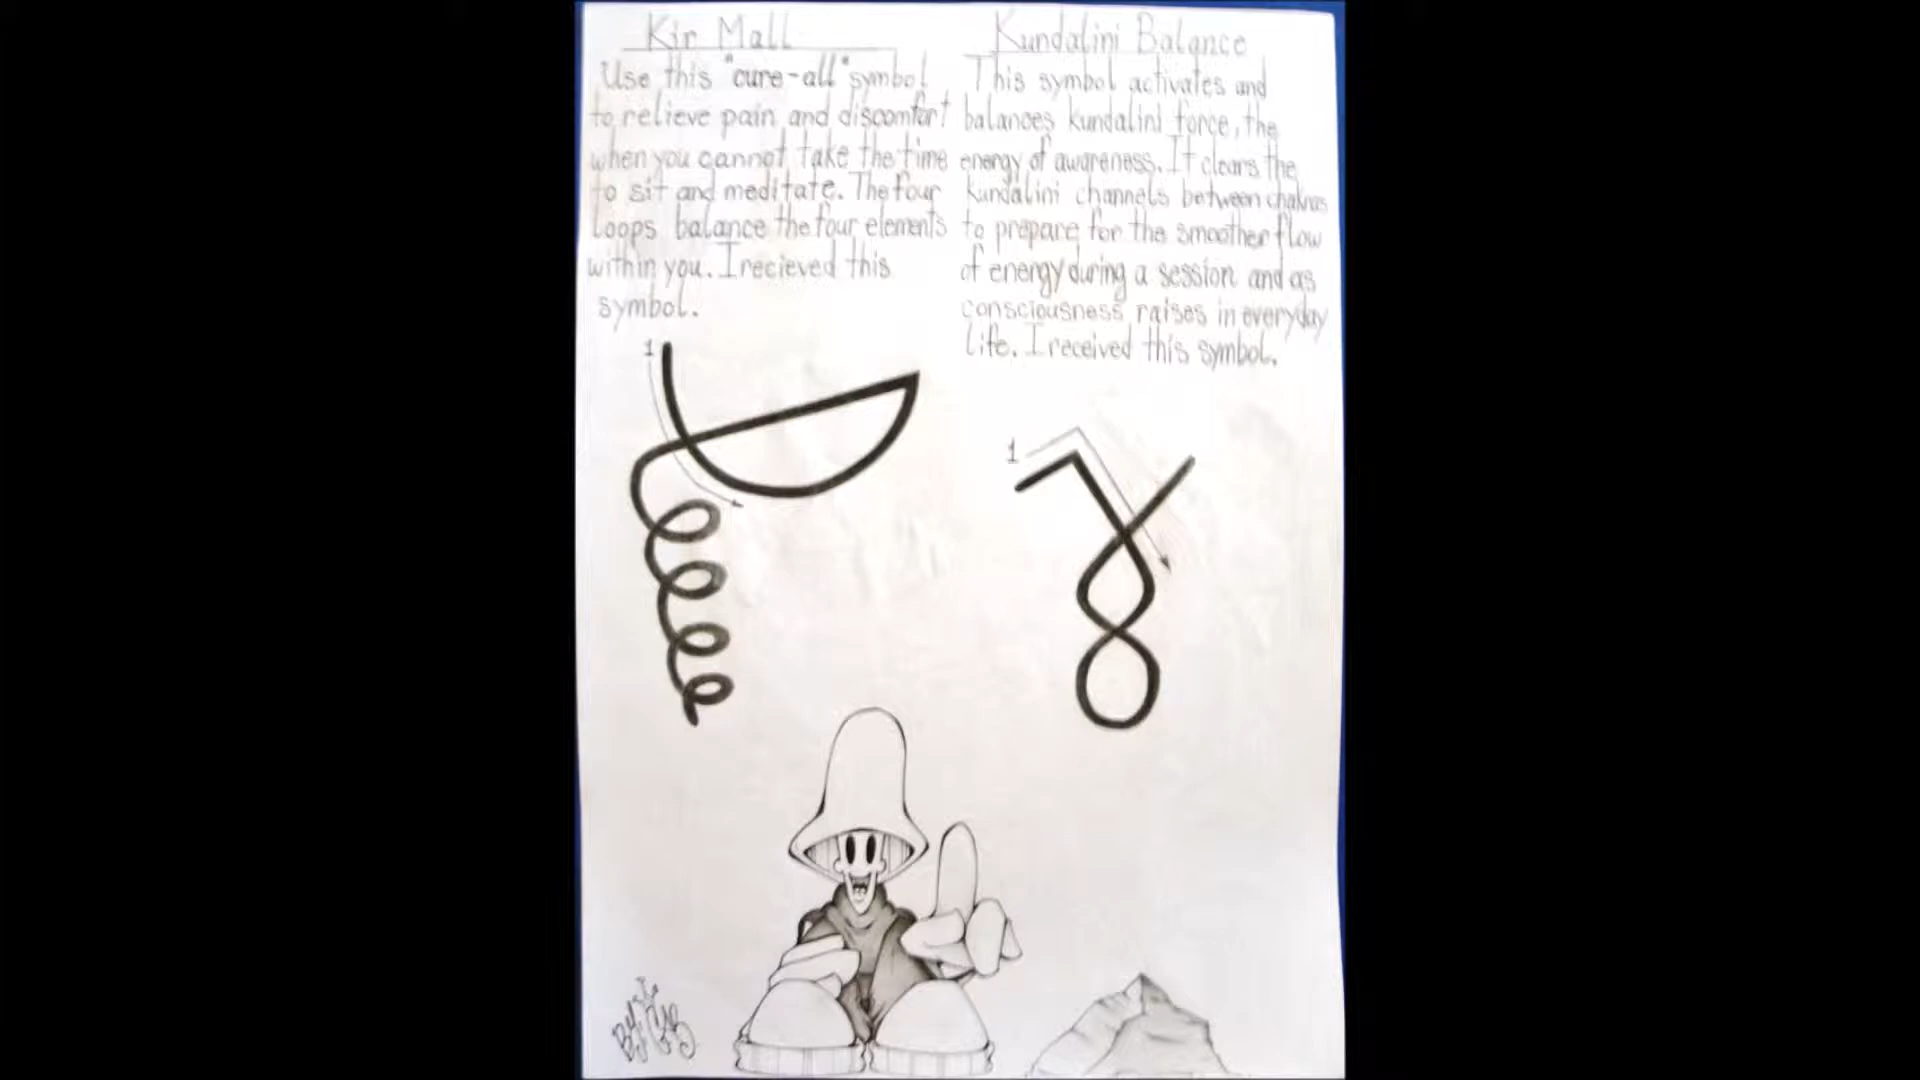 Kir Mall
Use this "cure-all" symbol
to relieve pain and discomfort
when you cannot take the time
to sit and meditate. The four
loops balance the four elements
within you. I recieved this
symbol.
1
Kundalini Balance
This symbol activates and
balances kundalini force, the
energy of awareness. It clears the
kundalini channels between chakras
to prepare for the smoother flow
of energy during a session and as
consciousness raises in everyday
life. I received this symbol.
1